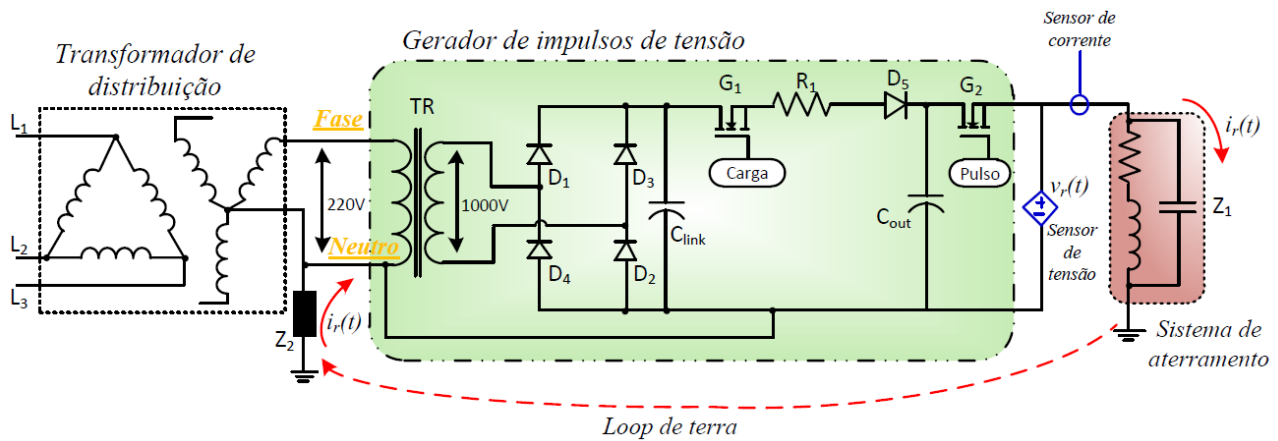 Transformador de
distribuição
Gerador de impulsos de tensão
Sensor de
corrente
L1
L2
L3
Fase
Neutro
220V
TR
1000V
D1
D3
D4
D2
Clink
G1
Carga
R1
D5
G2
Pulso
Cout
vr(t)
Sensor
de
tensão
ir(t)
Z1
Z2
ir(t)
Sistema de
aterramento
Loop de terra